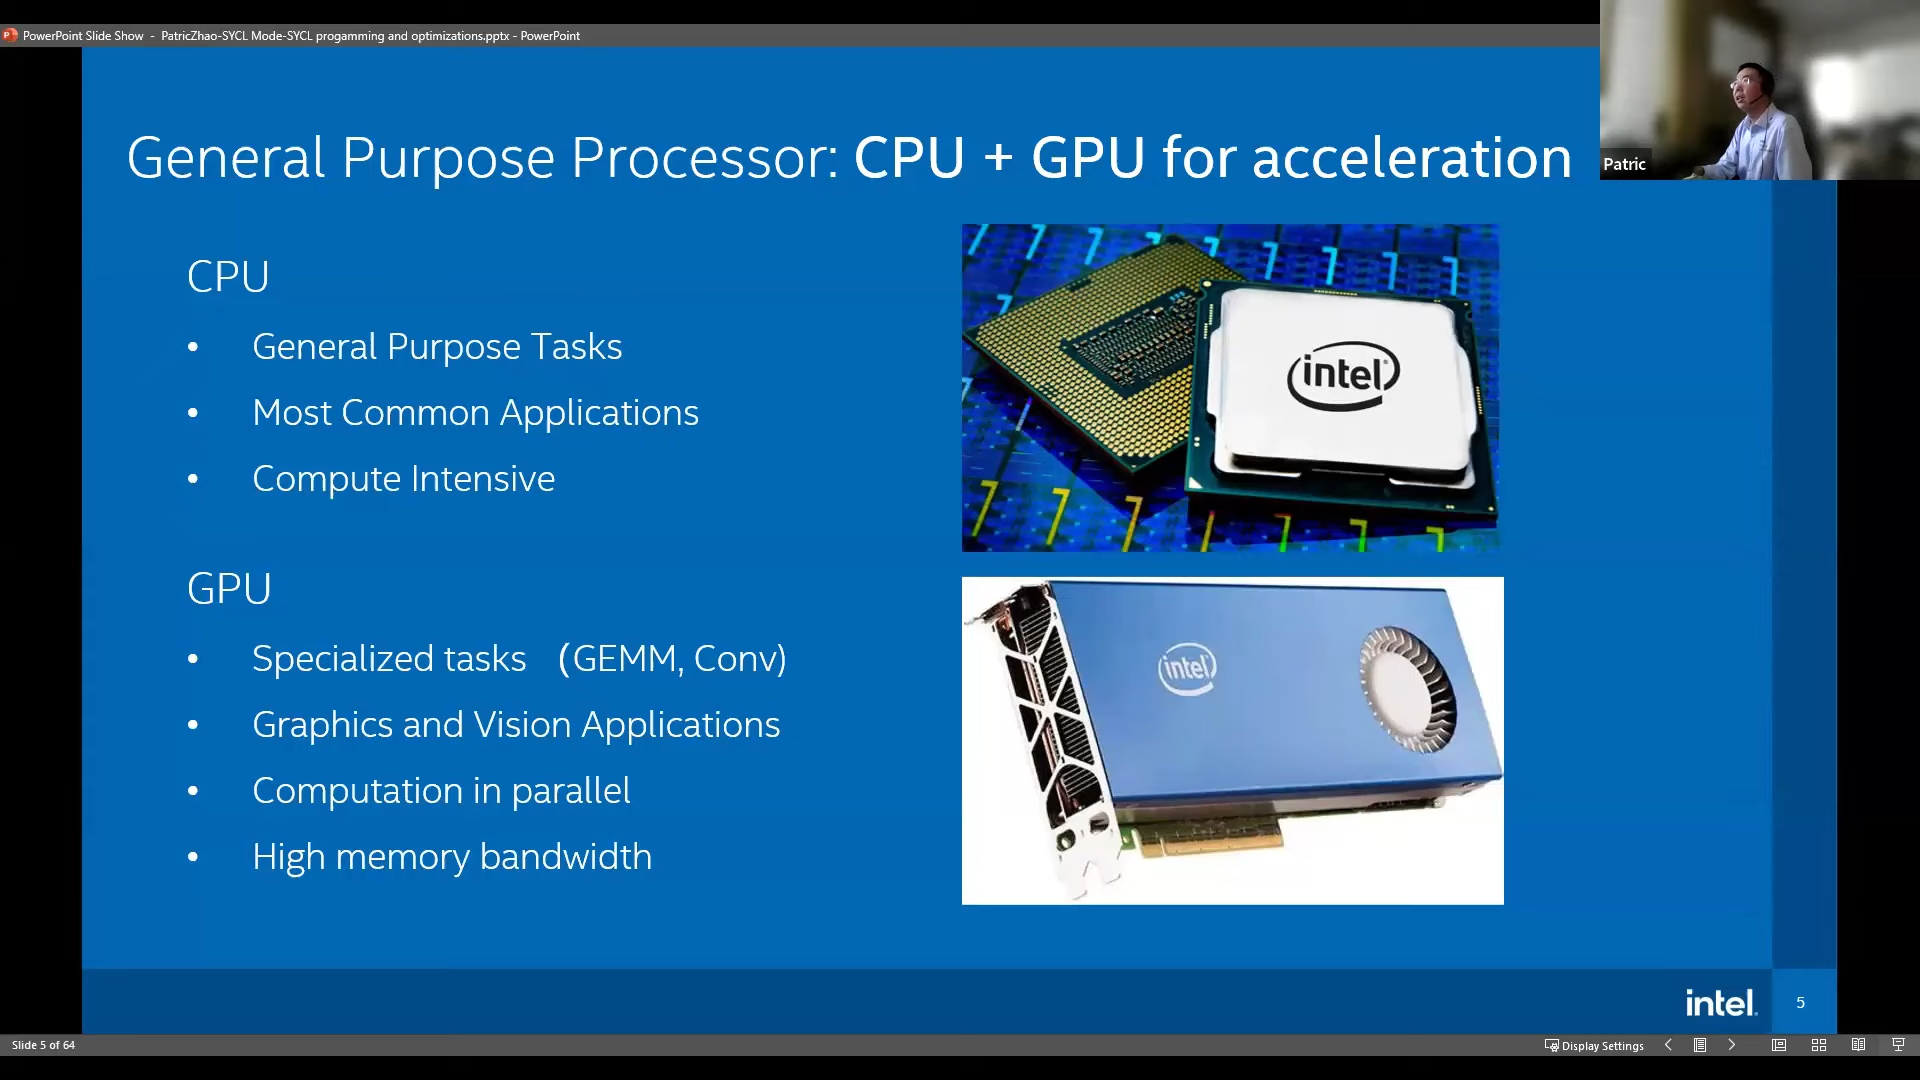 PowerPoint Slide Show - PatricZhao-SYCL Mode-SYCL progamming and optimizations.pptx - PowerPoint
Patric
General Purpose Processor: CPU + GPU for acceleration
CPU
• General Purpose Tasks
• Most Common Applications
• Compute Intensive
intel
GPU
• Specialized tasks （GEMM, Conv)
• Graphics and Vision Applications
• Computation in parallel
• High memory bandwidth
intel
intel.
5
Slide 5 of 64
Display Settings